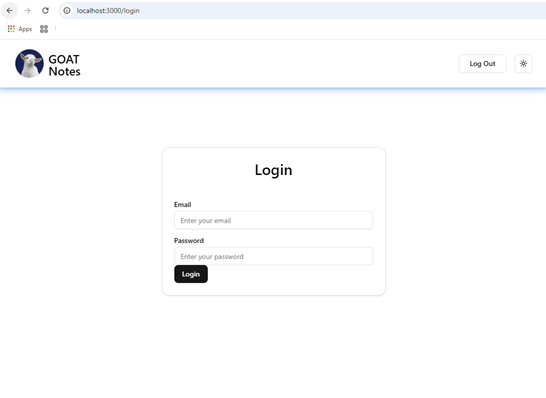 localhost:3000/login
Apps
GOAT
Notes
Log Out
Login
Email
Enter your email
Password
Enter your password
Login